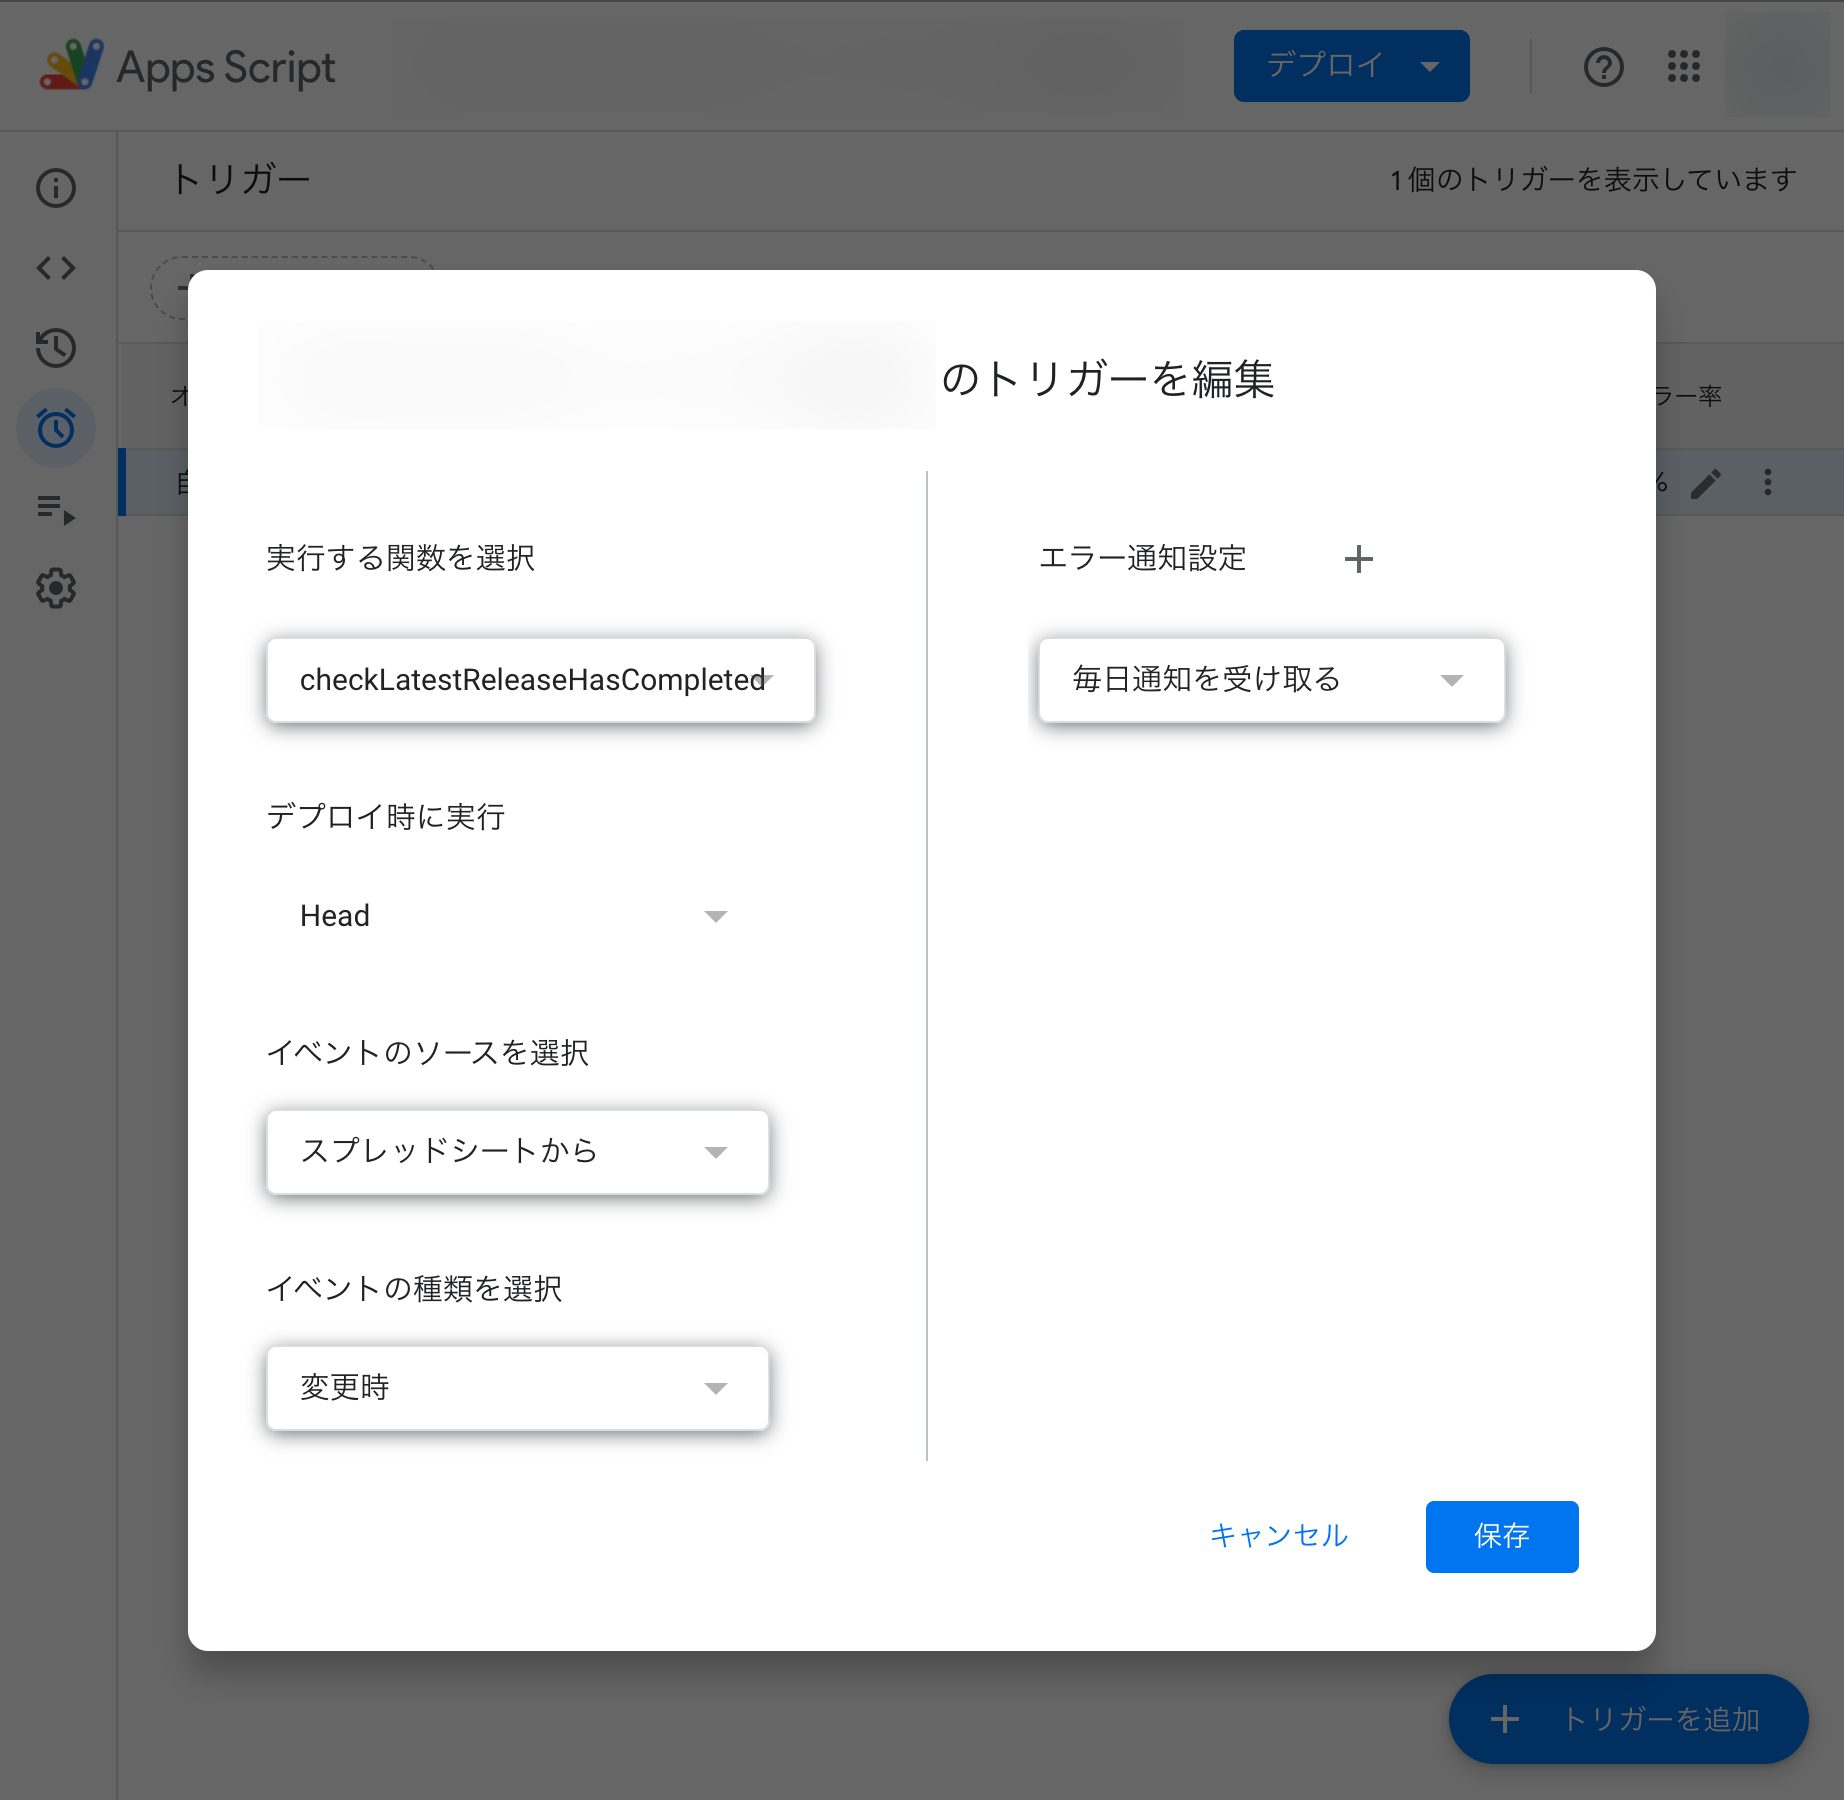 Apps Script
デプロイ
トリガー
1 個のトリガーを表示しています
のトリガーを編集
ラー率
%
実行する関数を選択
エラー通知設定
checkLatestReleaseHasCompleted
毎日通知を受け取る
デプロイ時に実行
Head
イベントのソースを選択
スプレッドシートから
イベントの種類を選択
変更時
キャンセル
保存
トリガーを追加